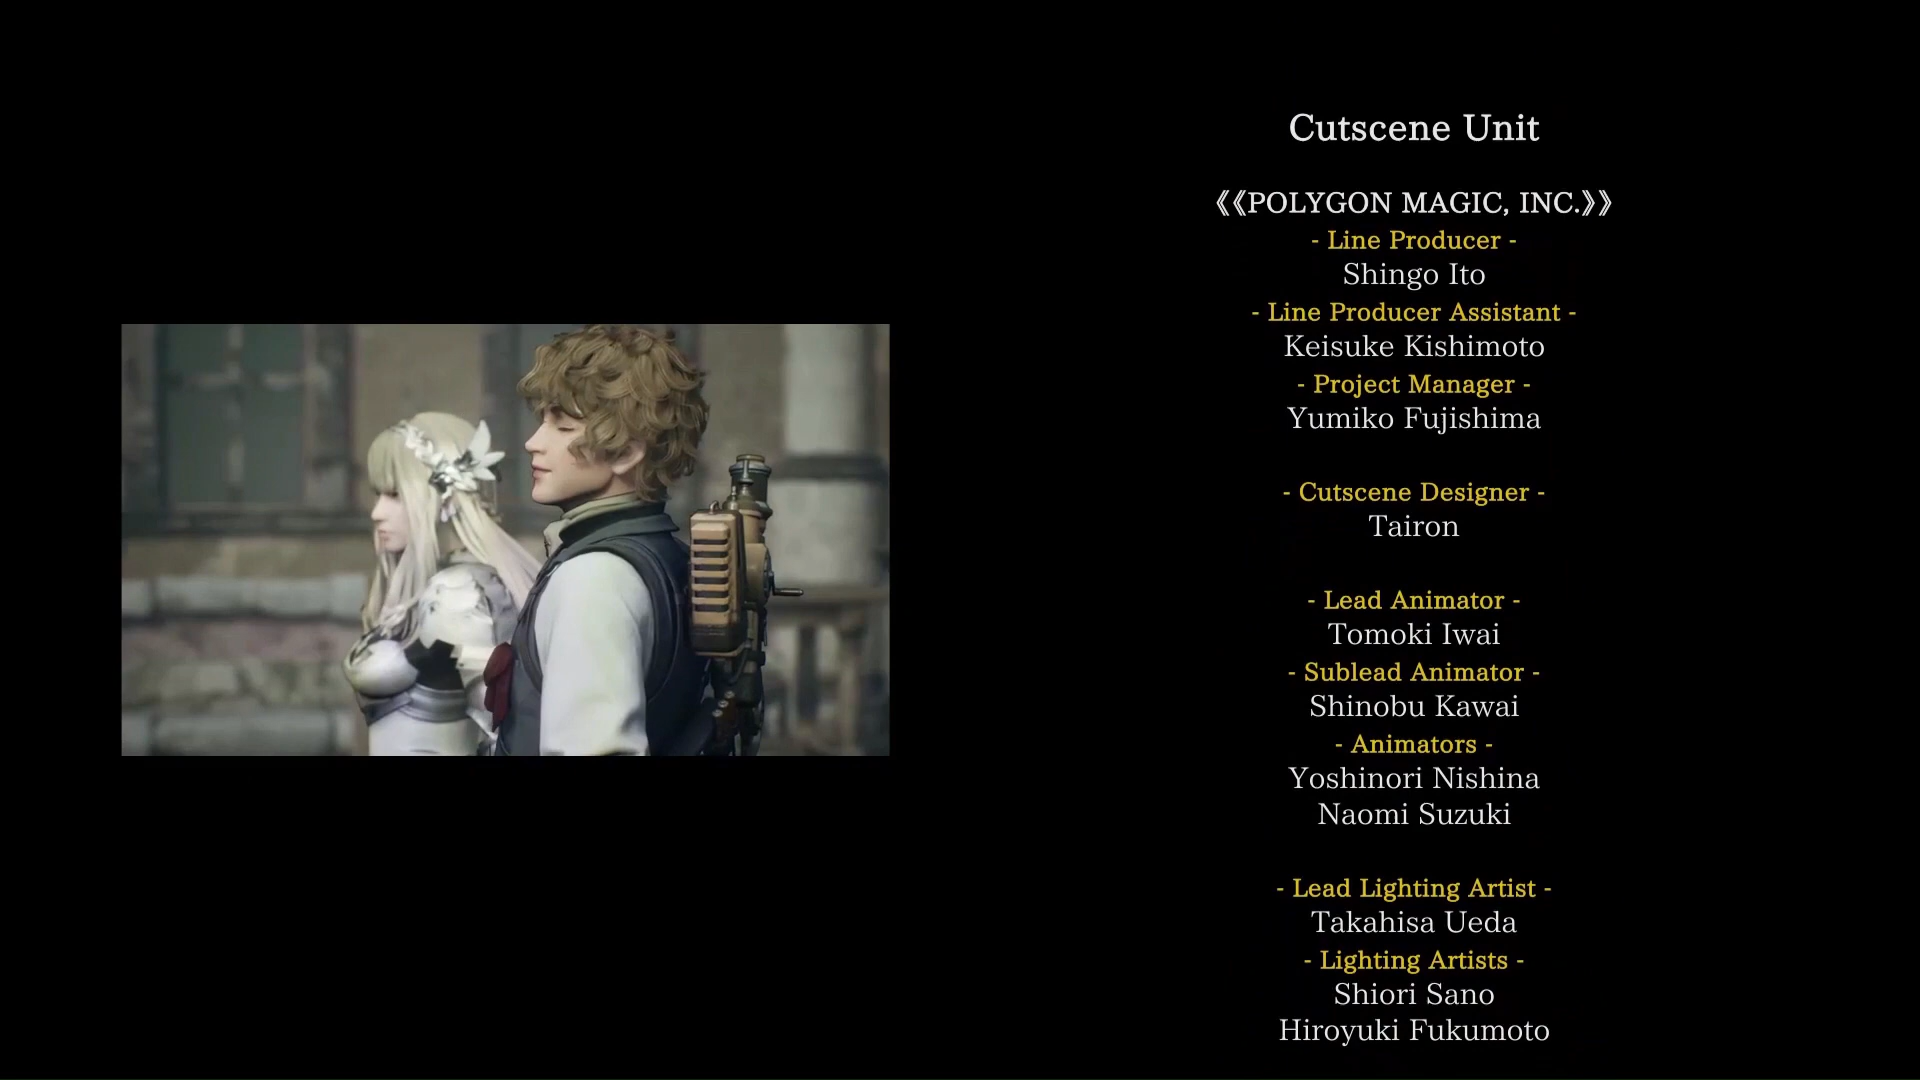 Cutscene Unit
《《POLYGON MAGIC, INC.》》
- Line Producer -
Shingo Ito
- Line Producer Assistant -
Keisuke Kishimoto
- Project Manager -
Yumiko Fujishima
- Cutscene Designer -
Tairon
- Lead Animator -
Tomoki Iwai
- Sublead Animator -
Shinobu Kawai
- Animators -
Yoshinori Nishina
Naomi Suzuki
- Lead Lighting Artist -
Takahisa Ueda
- Lighting Artists -
Shiori Sano
Hiroyuki Fukumoto